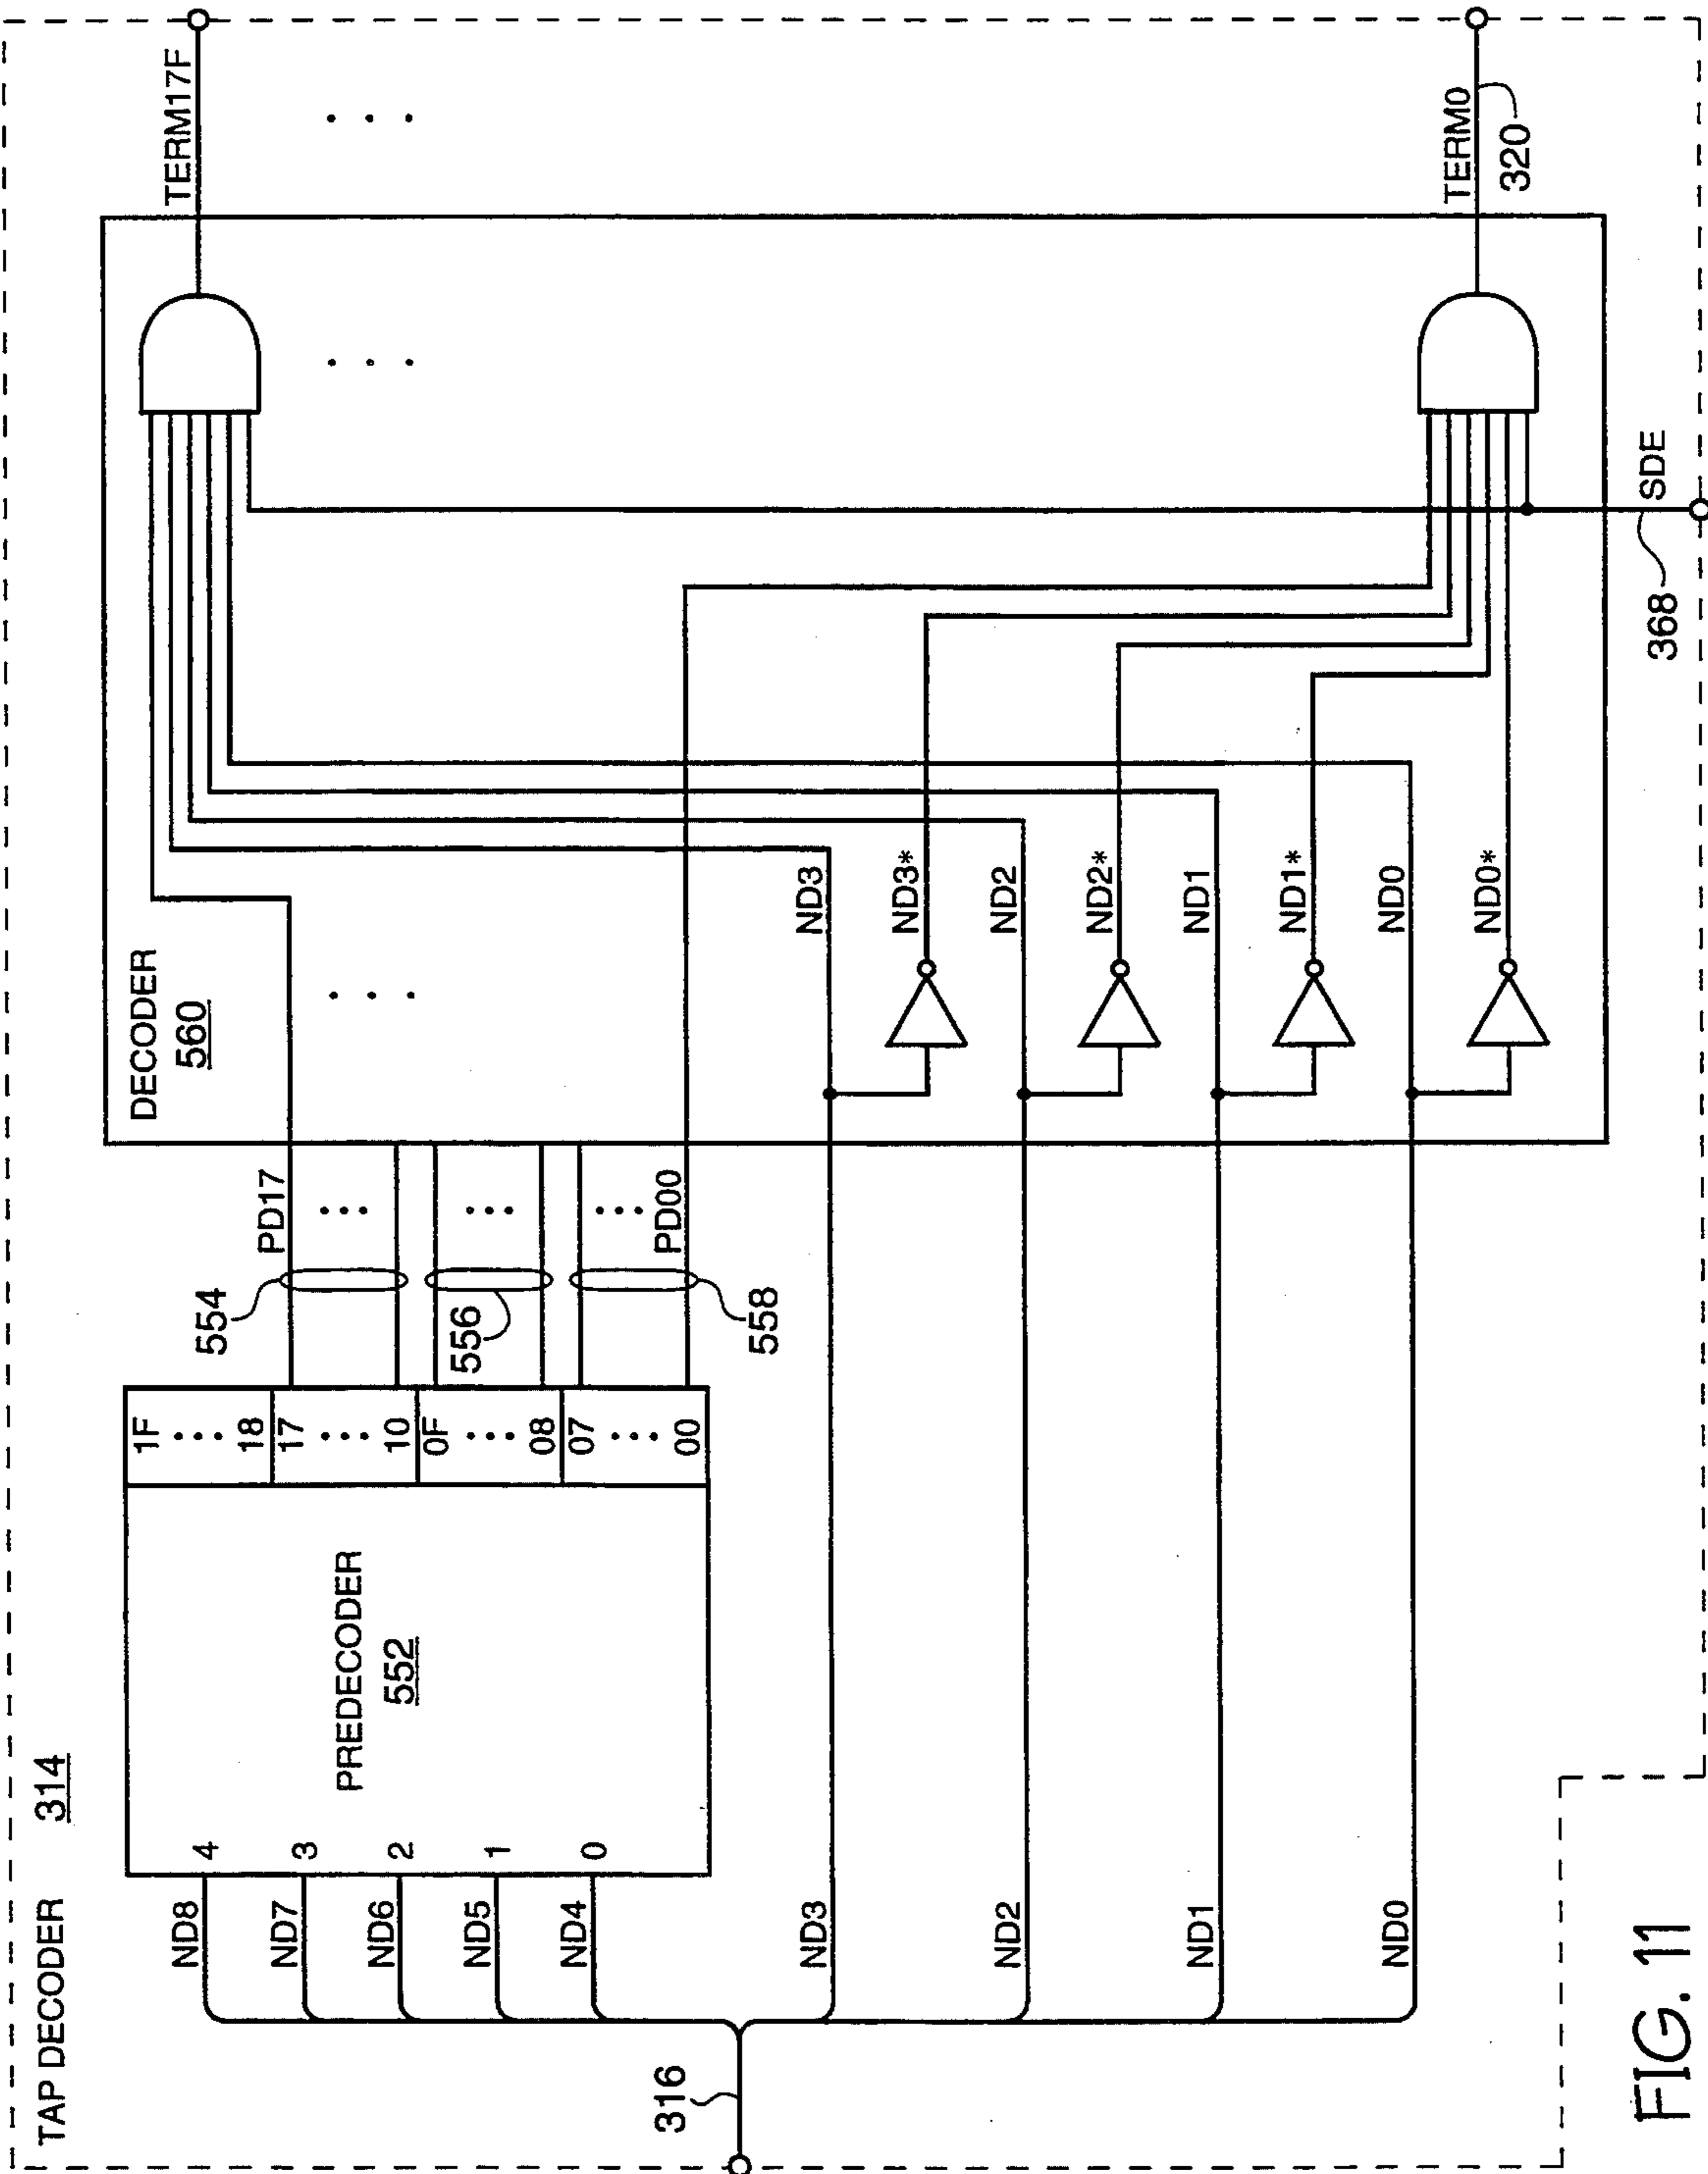 TAP DECODER 314
316
ND8
ND7
ND6
ND5
ND4
ND3
ND2
ND1
ND0
4
3
2
1
0
PREDECODER
552
1F
18
17
10
0F
08
07
00
554
556
558
PD17
PD00
DECODER
560
ND3
ND3*
ND2
ND2*
ND1
ND1*
ND0
ND0*
368
SDE
TERM17F
TERM0
320
FIG. 11